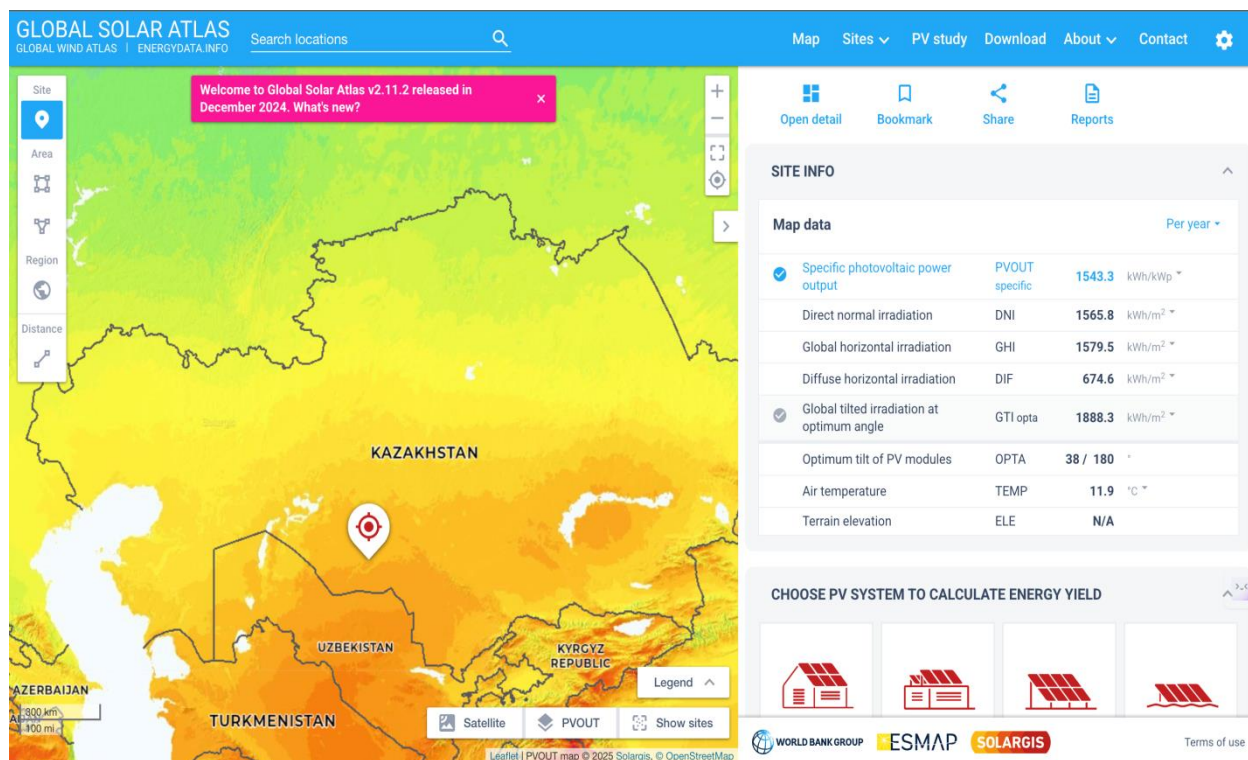 GLOBAL SOLAR ATLAS
GLOBAL WIND ATLAS | ENERGYDATA.INFO
Search locations
Map Sites PV study Download About Contact
Site
Area
Region
Distance
Welcome to Global Solar Atlas v2.11.2 released in
December 2024. What's new?
×
+
−
KAZAKHSTAN
UZBEKISTAN
KYRGYZ
REPUBLIC
AZERBAIJAN
TURKMENISTAN
300 km
100 mi
Legend
Satellite
PVOUT
Show sites
Leaflet | PVOUT map © 2025 Solargis, © OpenStreetMap
Open detail
Bookmark
Share
Reports
SITE INFO
Map data Per year
Specific photovoltaic power
output PVOUT
specific 1543.3 kWh/kWp
Direct normal irradiation DNI 1565.8 kWh/m²
Global horizontal irradiation GHI 1579.5 kWh/m²
Diffuse horizontal irradiation DIF 674.6 kWh/m²
Global tilted irradiation at
optimum angle GTI opta 1888.3 kWh/m²
Optimum tilt of PV modules OPTA 38 / 180 °
Air temperature TEMP 11.9 °C
Terrain elevation ELE N/A
CHOOSE PV SYSTEM TO CALCULATE ENERGY YIELD
WORLD BANK GROUP
ESMAP
SOLARGIS
Terms of use